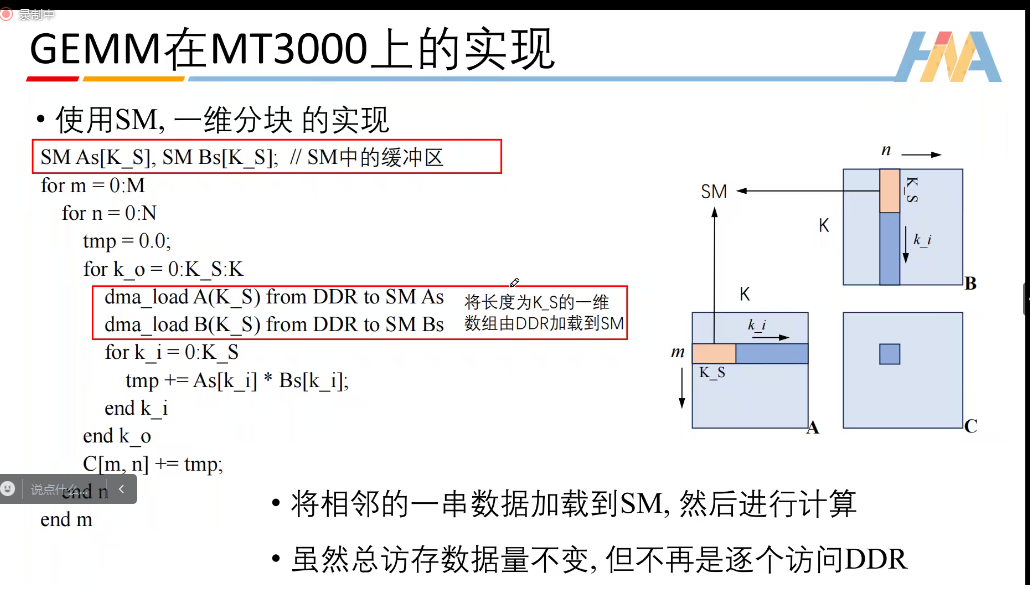 录制中
GEMM在MT3000上的实现
HMA
• 使用SM, 一维分块 的实现
SM As[K_S], SM Bs[K_S]; // SM中的缓冲区
for m = 0:M
for n = 0:N
tmp = 0.0;
for k_o = 0:K_S:K
dma_load A(K_S) from DDR to SM As
dma_load B(K_S) from DDR to SM Bs
将长度为K_S的一维
数组由DDR加载到SM
for k_i = 0:K_S
tmp += As[k_i] * Bs[k_i];
end k_i
end k_o
C[m, n] += tmp;
说点什么...
end n
end m
n
SM
K_S
K
k_i
B
K
k_i
m
K_S
A
C
• 将相邻的一串数据加载到SM, 然后进行计算
• 虽然总访存数据量不变, 但不再是逐个访问DDR